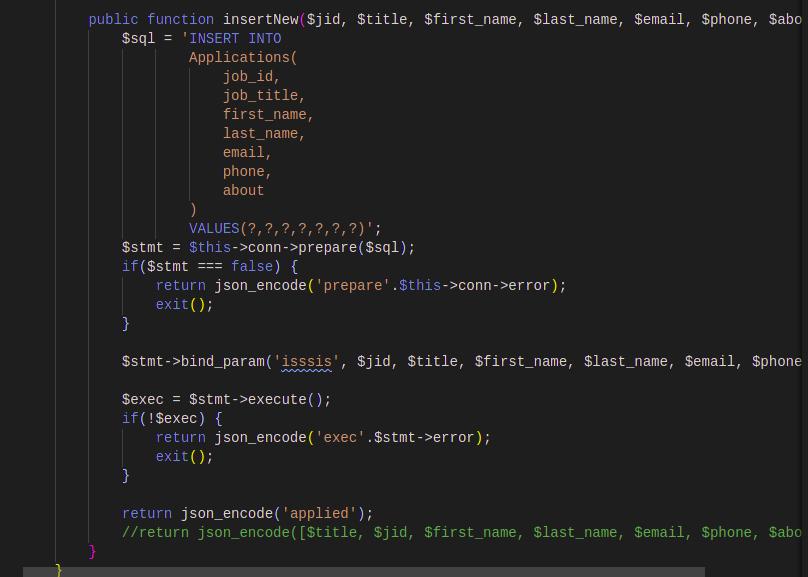 public function insertNew($jid, $title, $first_name, $last_name, $email, $phone, $abo
$sql = 'INSERT INTO
Applications(
job_id,
job_title,
first_name,
last_name,
email,
phone,
about
)
VALUES(?,?,?,?,?,?,?)';
$stmt = $this->conn->prepare($sql);
if($stmt === false) {
return json_encode('prepare'.$this->conn->error);
exit();
}
$stmt->bind_param('isssis', $jid, $title, $first_name, $last_name, $email, $phone
$exec = $stmt->execute();
if(!$exec) {
return json_encode('exec'.$stmt->error);
exit();
}
return json_encode('applied');
//return json_encode([$title, $jid, $first_name, $last_name, $email, $phone, $abo
}
}